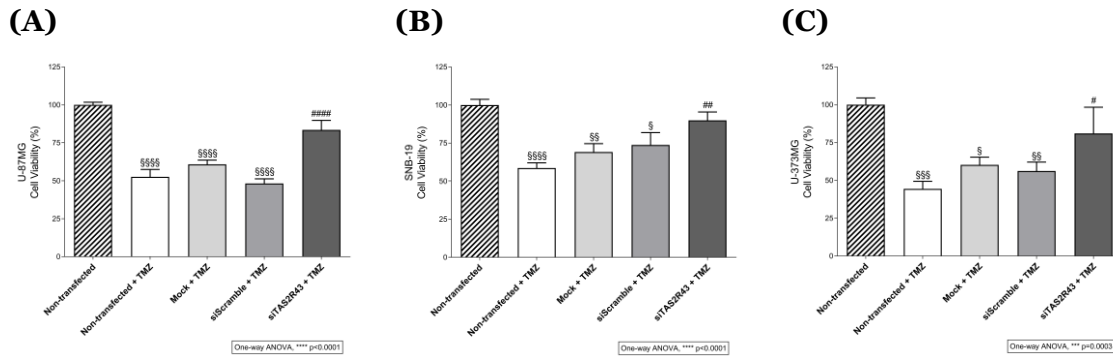 (A)
U-87MG
Cell Viability (%)
125
100
75
50
25
0
§§§§
§§§§
§§§§
####
Non-transfected
Non-transfected + TMZ
Mock + TMZ
siScramble + TMZ
siTAS2R43 + TMZ
One-way ANOVA, **** p<0.0001
(B)
SNB-19
Cell Viability (%)
125
100
75
50
25
0
§§§§
§§
§
##
Non-transfected
Non-transfected + TMZ
Mock + TMZ
siScramble + TMZ
siTAS2R43 + TMZ
One-way ANOVA, **** p<0.0001
(C)
U-373MG
Cell Viability (%)
125
100
75
50
25
0
§§§
§
§§
#
Non-transfected
Non-transfected + TMZ
Mock + TMZ
siScramble + TMZ
siTAS2R43 + TMZ
One-way ANOVA, *** p=0.0003